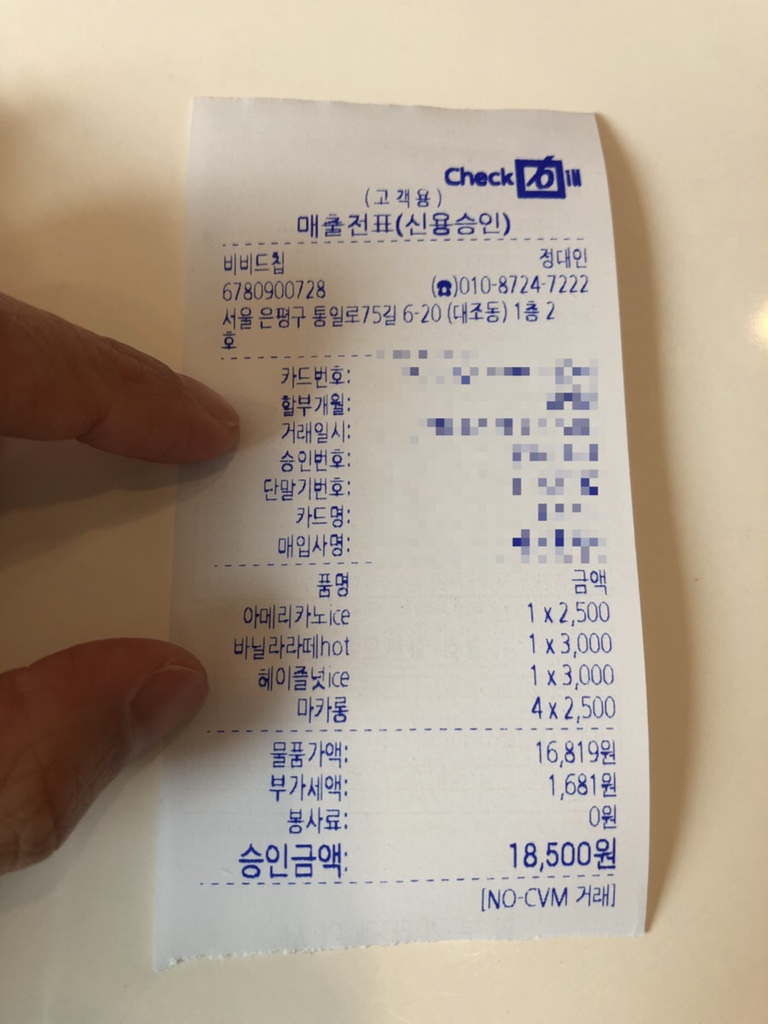 Check IN
(고객용)
매출전표(신용승인)
비비드칩 정대인
6780900728 (☎)010-8724-7222
서울 은평구 통일로75길 6-20 (대조동) 1층 2
호
카드번호:
할부개월:
거래일시:
승인번호:
단말기번호:
카드명:
매입사명:
품명 금액
아메리카노ice 1 x 2,500
바닐라라떼hot 1 x 3,000
헤이즐넛ice 1 x 3,000
마카롱 4 x 2,500
물품가액: 16,819원
부가세액: 1,681원
봉사료: 0원
승인금액: 18,500원
[NO-CVM 거래]